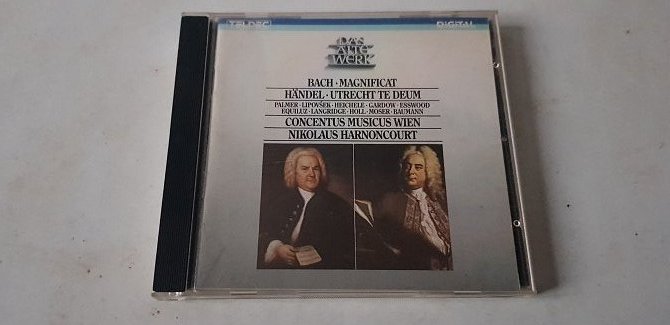 TELDEC
DIGITAL
DAS
ALTE
WERK
BACH · MAGNIFICAT
HÄNDEL · UTRECHT TE DEUM
PALMER · LIPOVŠEK · HEICHELE · GARDOW · ESSWOOD
EQUILUZ · LANGRIDGE · HOLL · MOSER · BAUMANN
CONCENTUS MUSICUS WIEN
NIKOLAUS HARNONCOURT